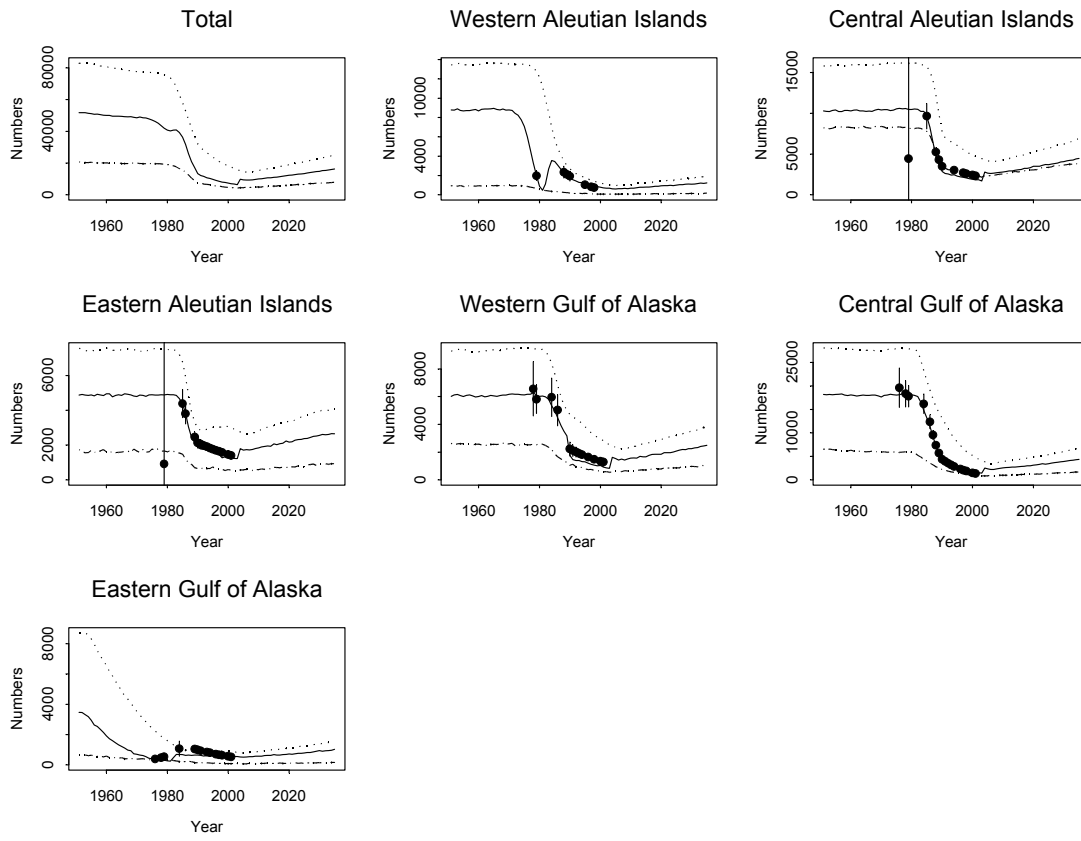 Total
Numbers
0 40000 80000
1960 1980 2000 2020
Year
Western Aleutian Islands
Numbers
0 4000 10000
1960 1980 2000 2020
Year
Central Aleutian Islands
Numbers
0 5000 15000
1960 1980 2000 2020
Year
Eastern Aleutian Islands
Numbers
0 2000 6000
1960 1980 2000 2020
Year
Western Gulf of Alaska
Numbers
0 4000 8000
1960 1980 2000 2020
Year
Central Gulf of Alaska
Numbers
0 10000 25000
1960 1980 2000 2020
Year
Eastern Gulf of Alaska
Numbers
0 4000 8000
1960 1980 2000 2020
Year